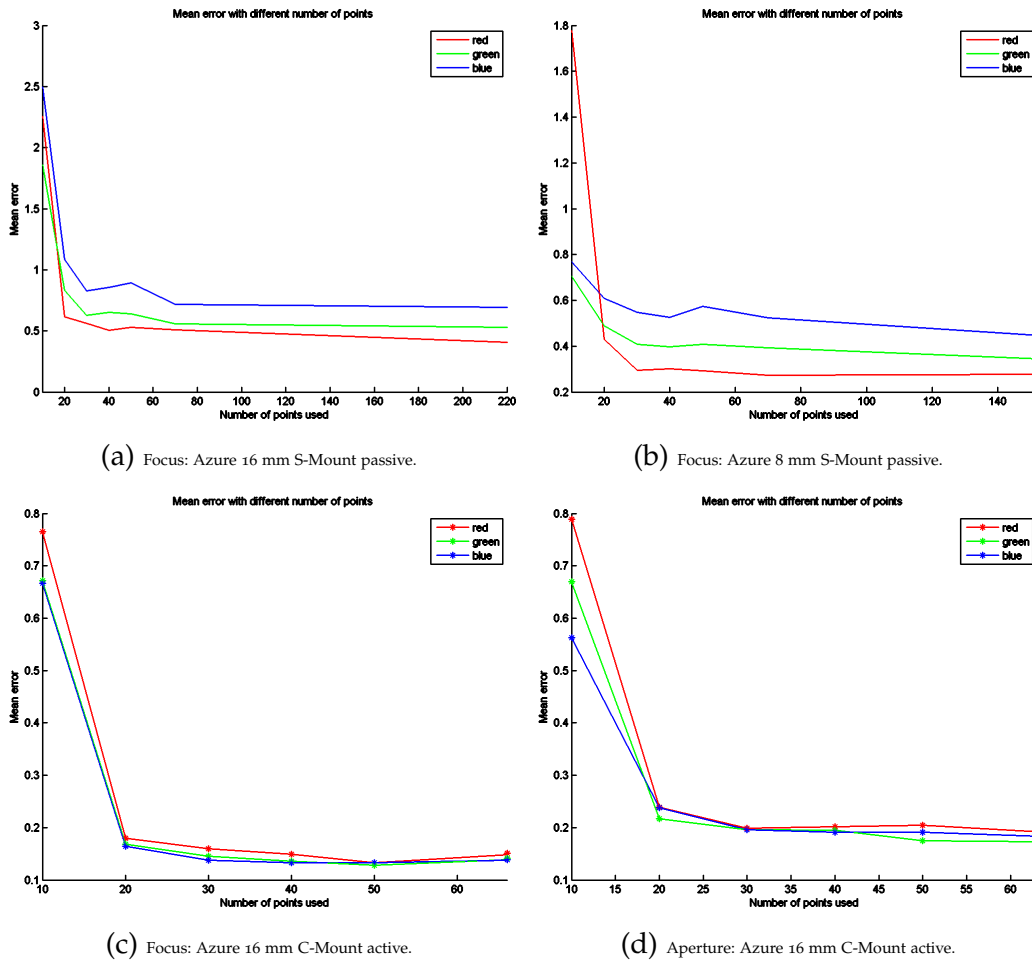 Mean error with different number of points
3
2.5
2
1.5
1
0.5
0
Mean error
red
green
blue
20 40 60 80 100 120 140 160 180 200 220
Number of points used
(a) Focus: Azure 16 mm S-Mount passive.
Mean error with different number of points
1.8
1.6
1.4
1.2
1
0.8
0.6
0.4
0.2
Mean error
red
green
blue
20 40 60 80 100 120 140
Number of points used
(b) Focus: Azure 8 mm S-Mount passive.
Mean error with different number of points
0.8
0.7
0.6
0.5
0.4
0.3
0.2
0.1
Mean error
red
green
blue
10 20 30 40 50 60
Number of points used
(c) Focus: Azure 16 mm C-Mount active.
Mean error with different number of points
0.8
0.7
0.6
0.5
0.4
0.3
0.2
0.1
Mean error
red
green
blue
10 15 20 25 30 35 40 45 50 55 60
Number of points used
(d) Aperture: Azure 16 mm C-Mount active.